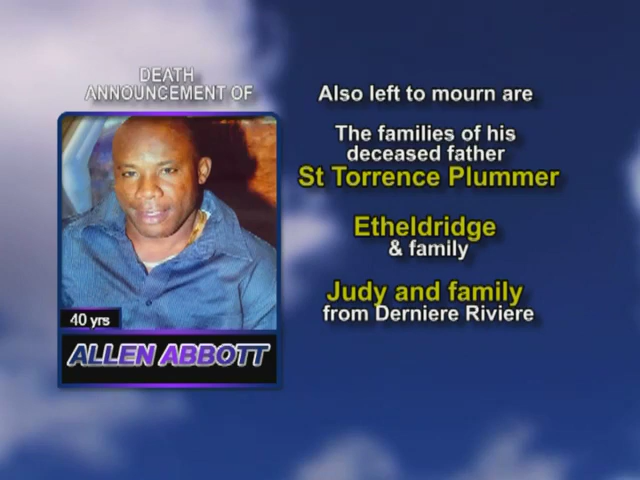 DEATH
ANNOUNCEMENT OF
40 yrs
ALLEN ABBOTT
Also left to mourn are
The families of his
deceased father
St Torrence Plummer
Etheldridge
& family
Judy and family
from Derniere Riviere